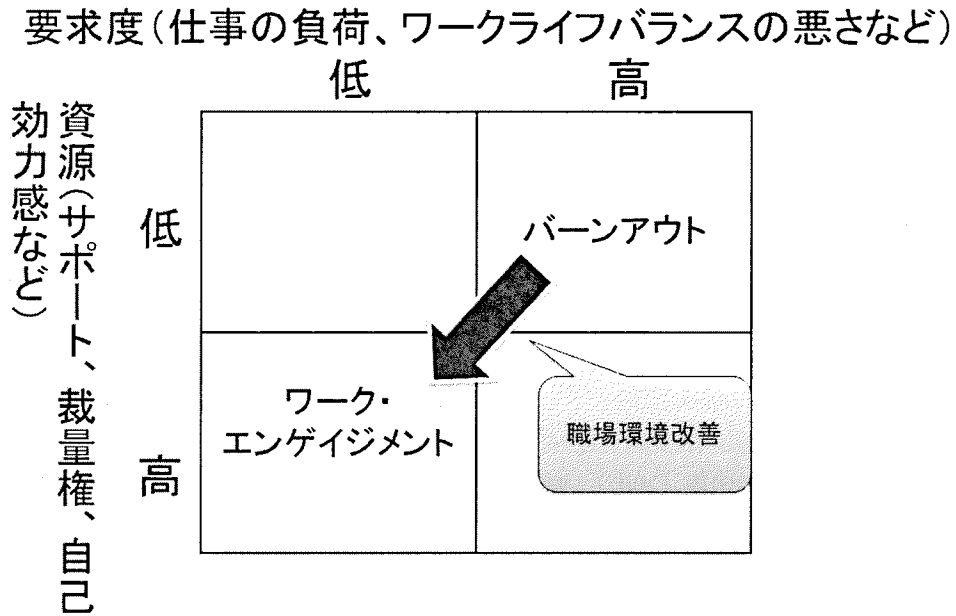 要求度(仕事の負荷、ワークライフバランスの悪さなど)
低
高
資源(サポート、裁量権、自己
効力感など)
低
高
バーンアウト
ワーク・
エンゲイジメント
職場環境改善